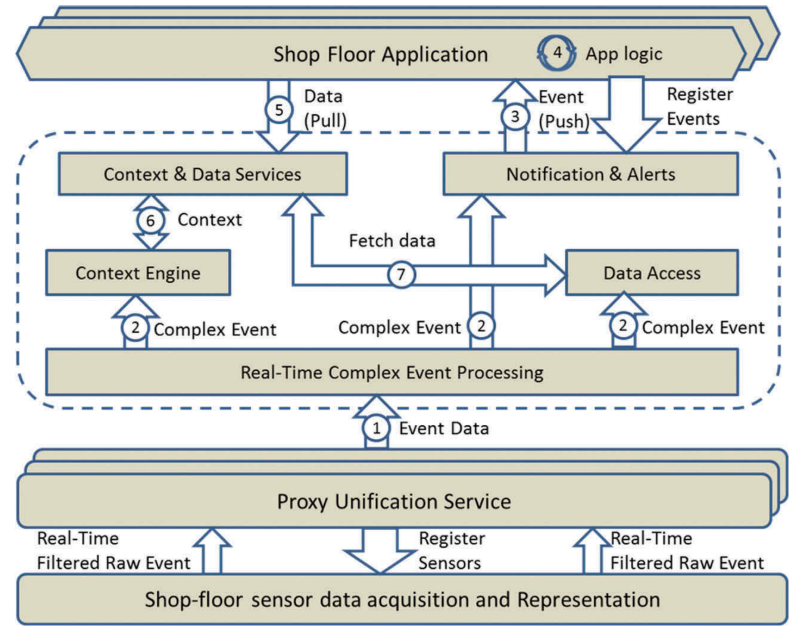 Shop Floor Application
4
App logic
5
Data
(Pull)
3
Event
(Push)
Register
Events
Context & Data Services
Notification & Alerts
6
Context
Fetch data
Context Engine
7
Data Access
2
Complex Event
Complex Event
2
2
Complex Event
Real-Time Complex Event Processing
1
Event Data
Proxy Unification Service
Real-Time
Filtered Raw Event
Register
Sensors
Real-Time
Filtered Raw Event
Shop-floor sensor data acquisition and Representation